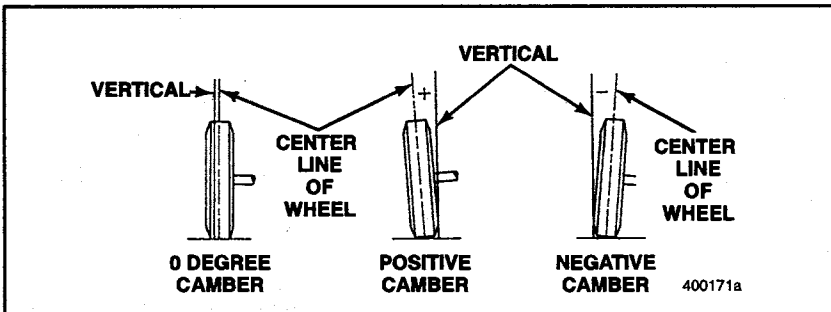 VERTICAL
VERTICAL
+
−
CENTER
LINE
OF
WHEEL
CENTER
LINE
OF
WHEEL
0 DEGREE
CAMBER
POSITIVE
CAMBER
NEGATIVE
CAMBER
400171a